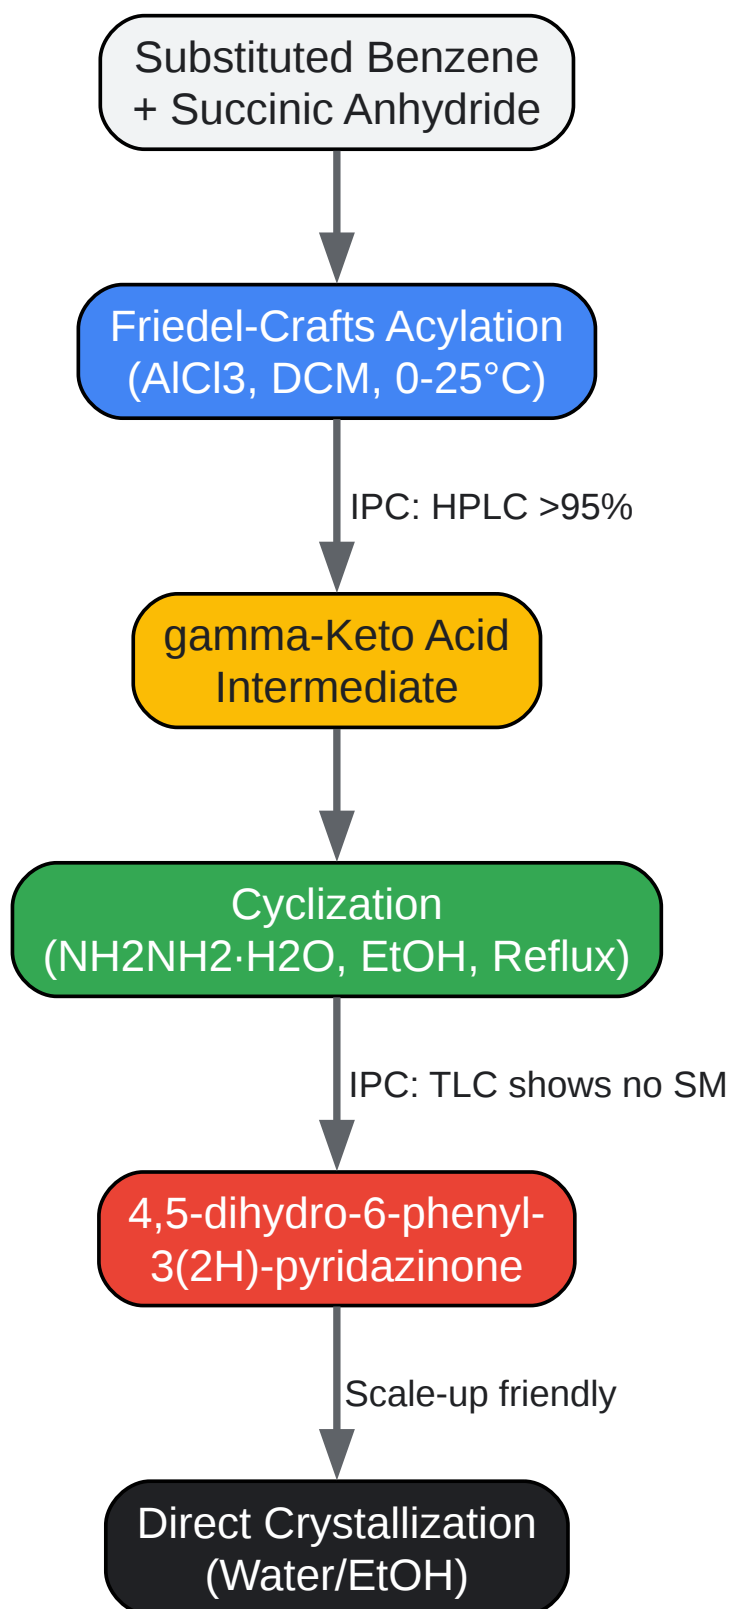 Substituted Benzene
+ Succinic Anhydride
Friedel-Crafts Acylation
(AlCl3, DCM, 0-25°C)
IPC: HPLC >95%
gamma-Keto Acid
Intermediate
Cyclization
(NH2NH2·H2O, EtOH, Reflux)
IPC: TLC shows no SM
4,5-dihydro-6-phenyl-
3(2H)-pyridazinone
Scale-up friendly
Direct Crystallization
(Water/EtOH)